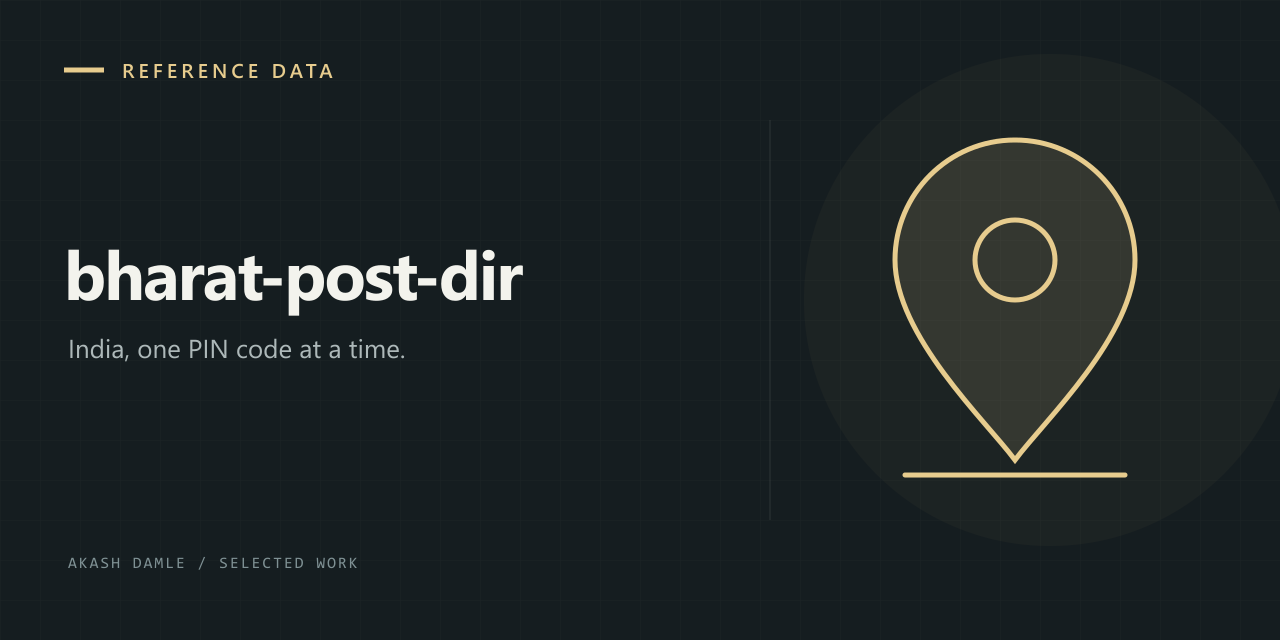 REFERENCE DATA
bharat-post-dir
India, one PIN code at a time.
AKASH DAMLE / SELECTED WORK